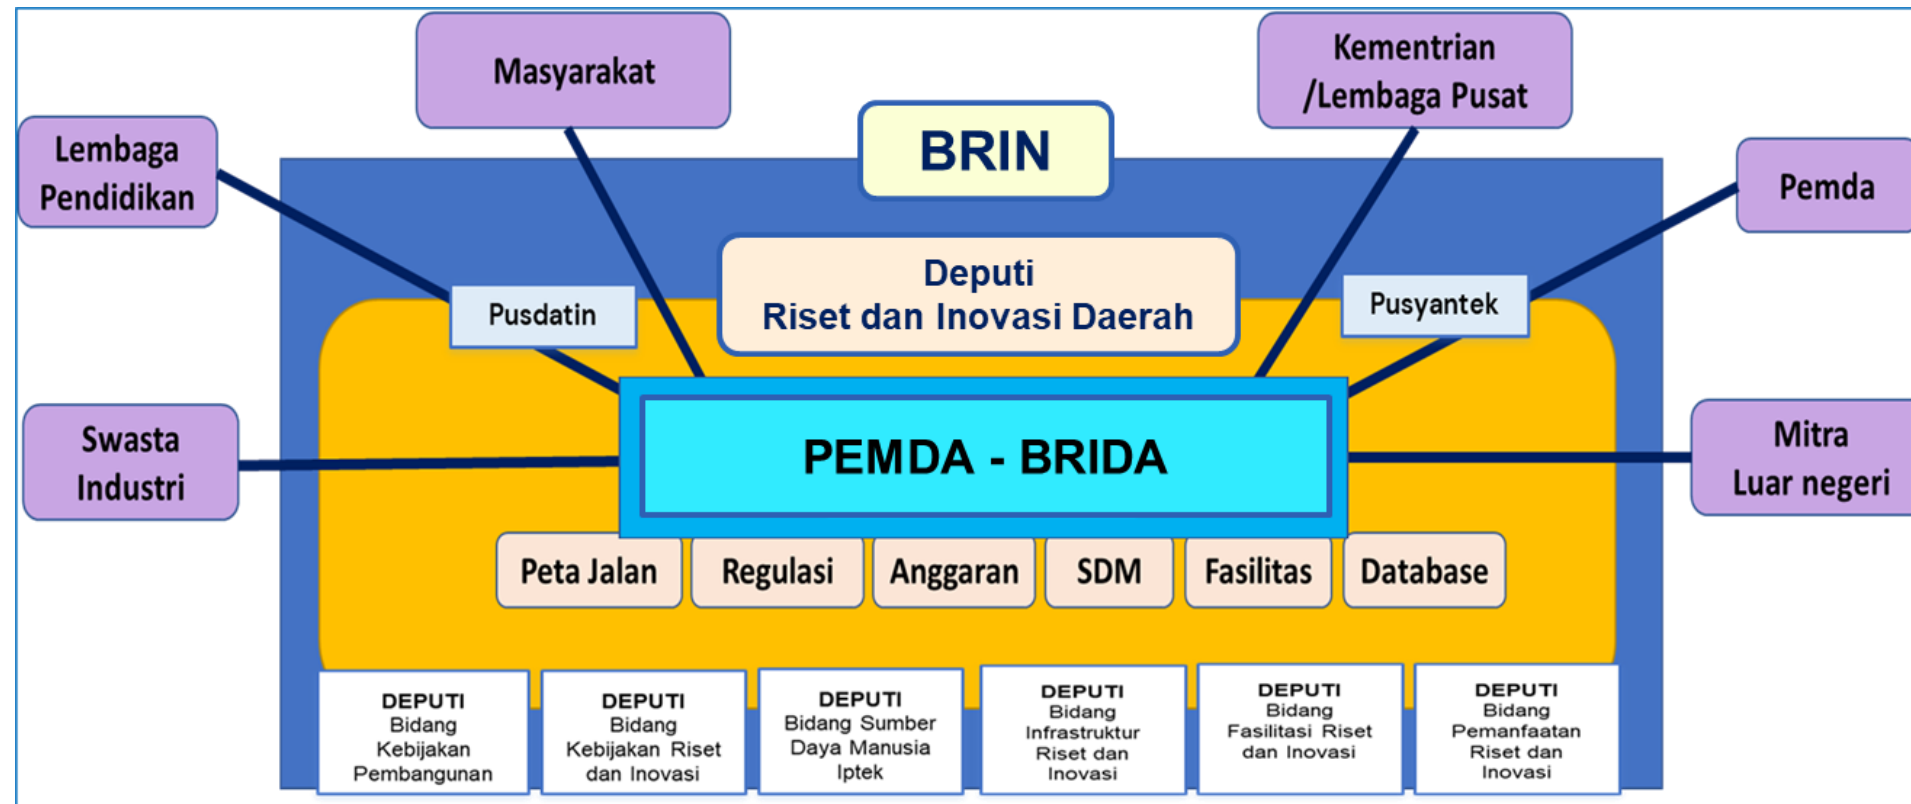 Masyarakat
Kementrian
/Lembaga Pusat
Lembaga
Pendidikan
BRIN
Pemda
Deputi
Riset dan Inovasi Daerah
Pusdatin
Pusyantek
Swasta
Industri
PEMDA - BRIDA
Mitra
Luar negeri
Peta Jalan
Regulasi
Anggaran
SDM
Fasilitas
Database
DEPUTI
Bidang
Kebijakan
Pembangunan
DEPUTI
Bidang
Kebijakan Riset
dan Inovasi
DEPUTI
Bidang Sumber
Daya Manusia
Iptek
DEPUTI
Bidang
Infrastruktur
Riset dan
Inovasi
DEPUTI
Bidang
Fasilitasi Riset
dan Inovasi
DEPUTI
Bidang
Pemanfaatan
Riset dan
Inovasi